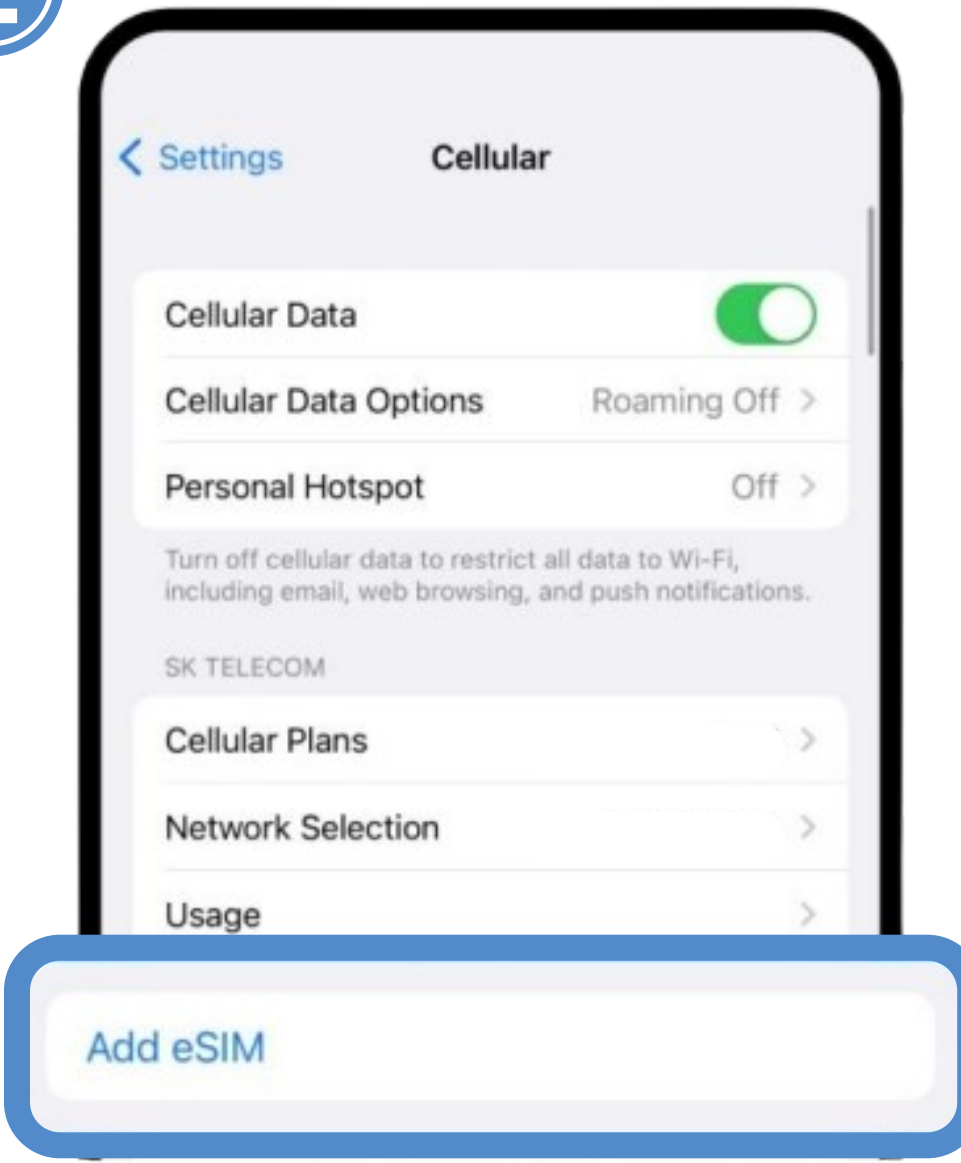 Settings
Cellular
Cellular Data
Cellular Data Options Roaming Off
Personal Hotspot Off
Turn off cellular data to restrict all data to Wi-Fi,
including email, web browsing, and push notifications.
SK TELECOM
Cellular Plans
Network Selection
Usage
Add eSIM